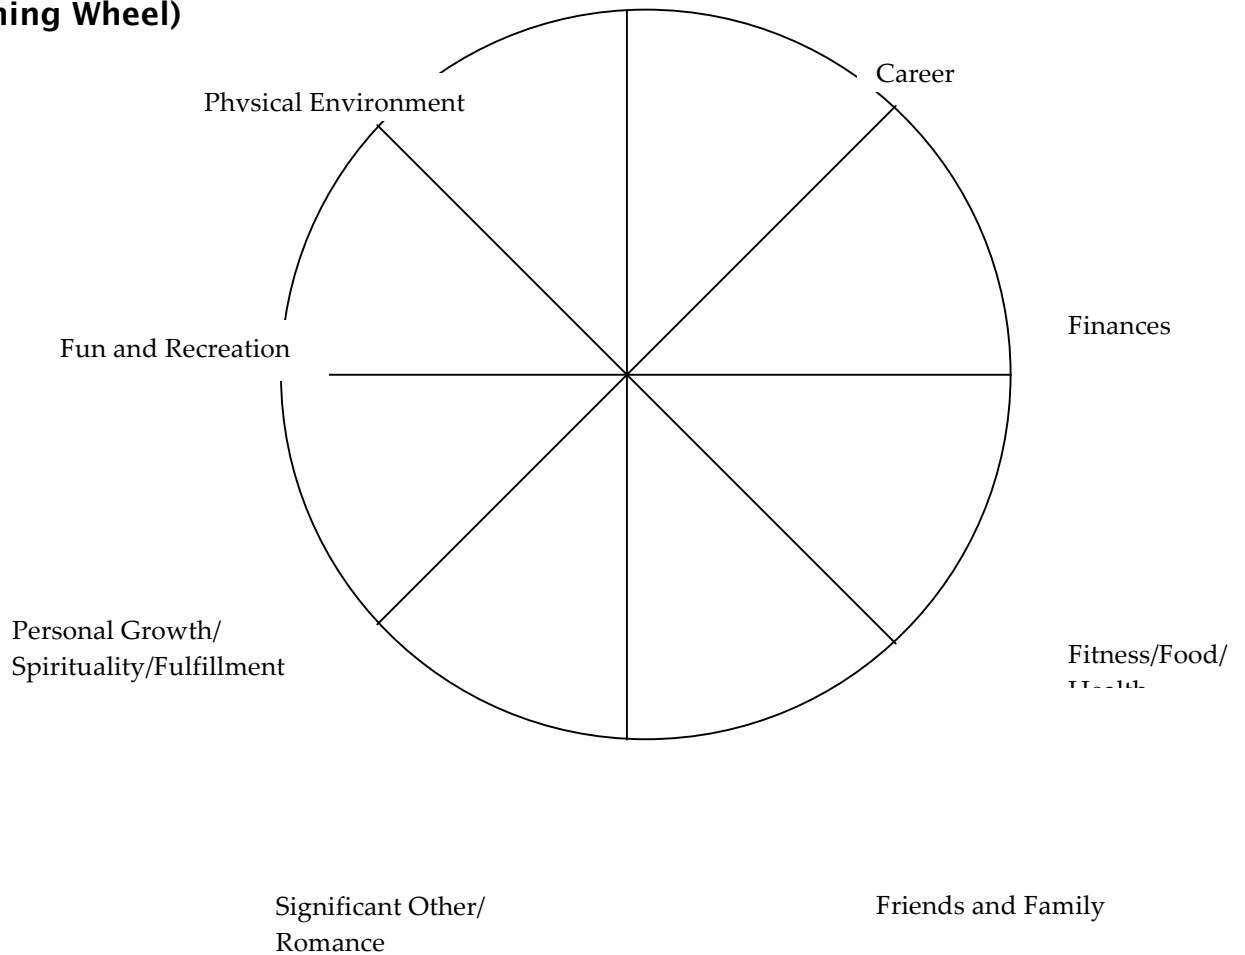 ning Wheel)
Career
Physical Environment
Finances
Fun and Recreation
Personal Growth/
Spirituality/Fulfillment
Fitness/Food/
Health
Significant Other/
Romance
Friends and Family